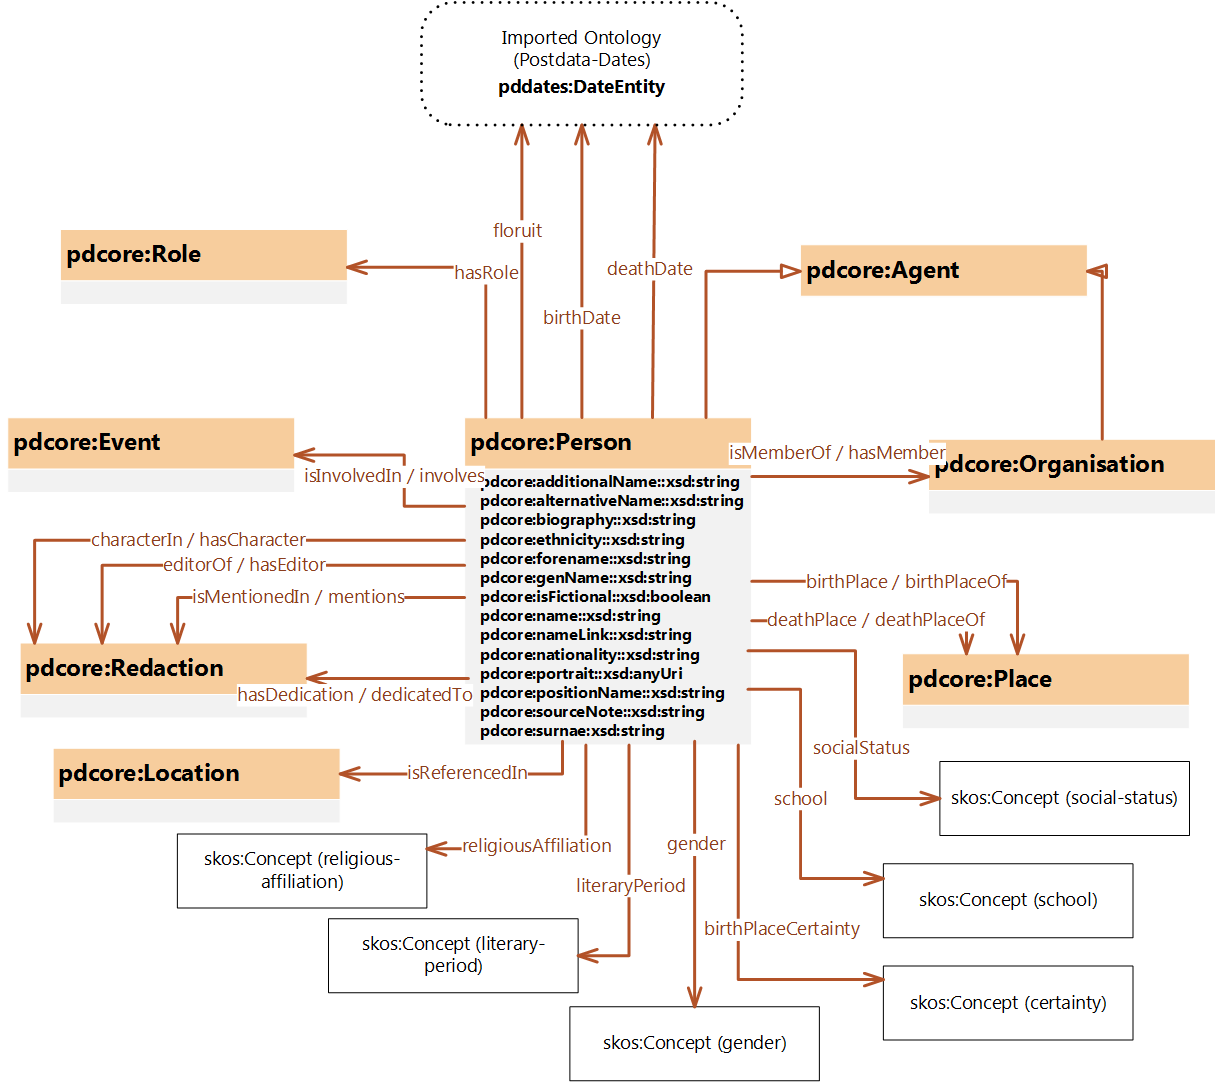 Imported Ontology
(Postdata-Dates)
pddates:DateEntity
floruit
pdcore:Role
hasRole
deathDate
pdcore:Agent
birthDate
pdcore:Event
pdcore:Person
isMemberOf / hasMember
pdcore:Organisation
isInvolvedIn / involves
pdcore:additionalName::xsd:string
pdcore:alternativeName::xsd:string
pdcore:biography::xsd:string
pdcore:ethnicity::xsd:string
pdcore:forename::xsd:string
pdcore:genName::xsd:string
pdcore:isFictional::xsd:boolean
pdcore:name::xsd:string
pdcore:nameLink::xsd:string
pdcore:nationality::xsd:string
pdcore:portrait::xsd:anyUri
pdcore:positionName::xsd:string
pdcore:sourceNote::xsd:string
pdcore:surnae:xsd:string
characterIn / hasCharacter
editorOf / hasEditor
isMentionedIn / mentions
birthPlace / birthPlaceOf
deathPlace / deathPlaceOf
pdcore:Redaction
pdcore:Place
hasDedication / dedicatedTo
socialStatus
pdcore:Location
isReferencedIn
school
skos:Concept (social-status)
religiousAffiliation
gender
skos:Concept (religious-
affiliation)
literaryPeriod
skos:Concept (school)
birthPlaceCertainty
skos:Concept (literary-
period)
skos:Concept (certainty)
skos:Concept (gender)